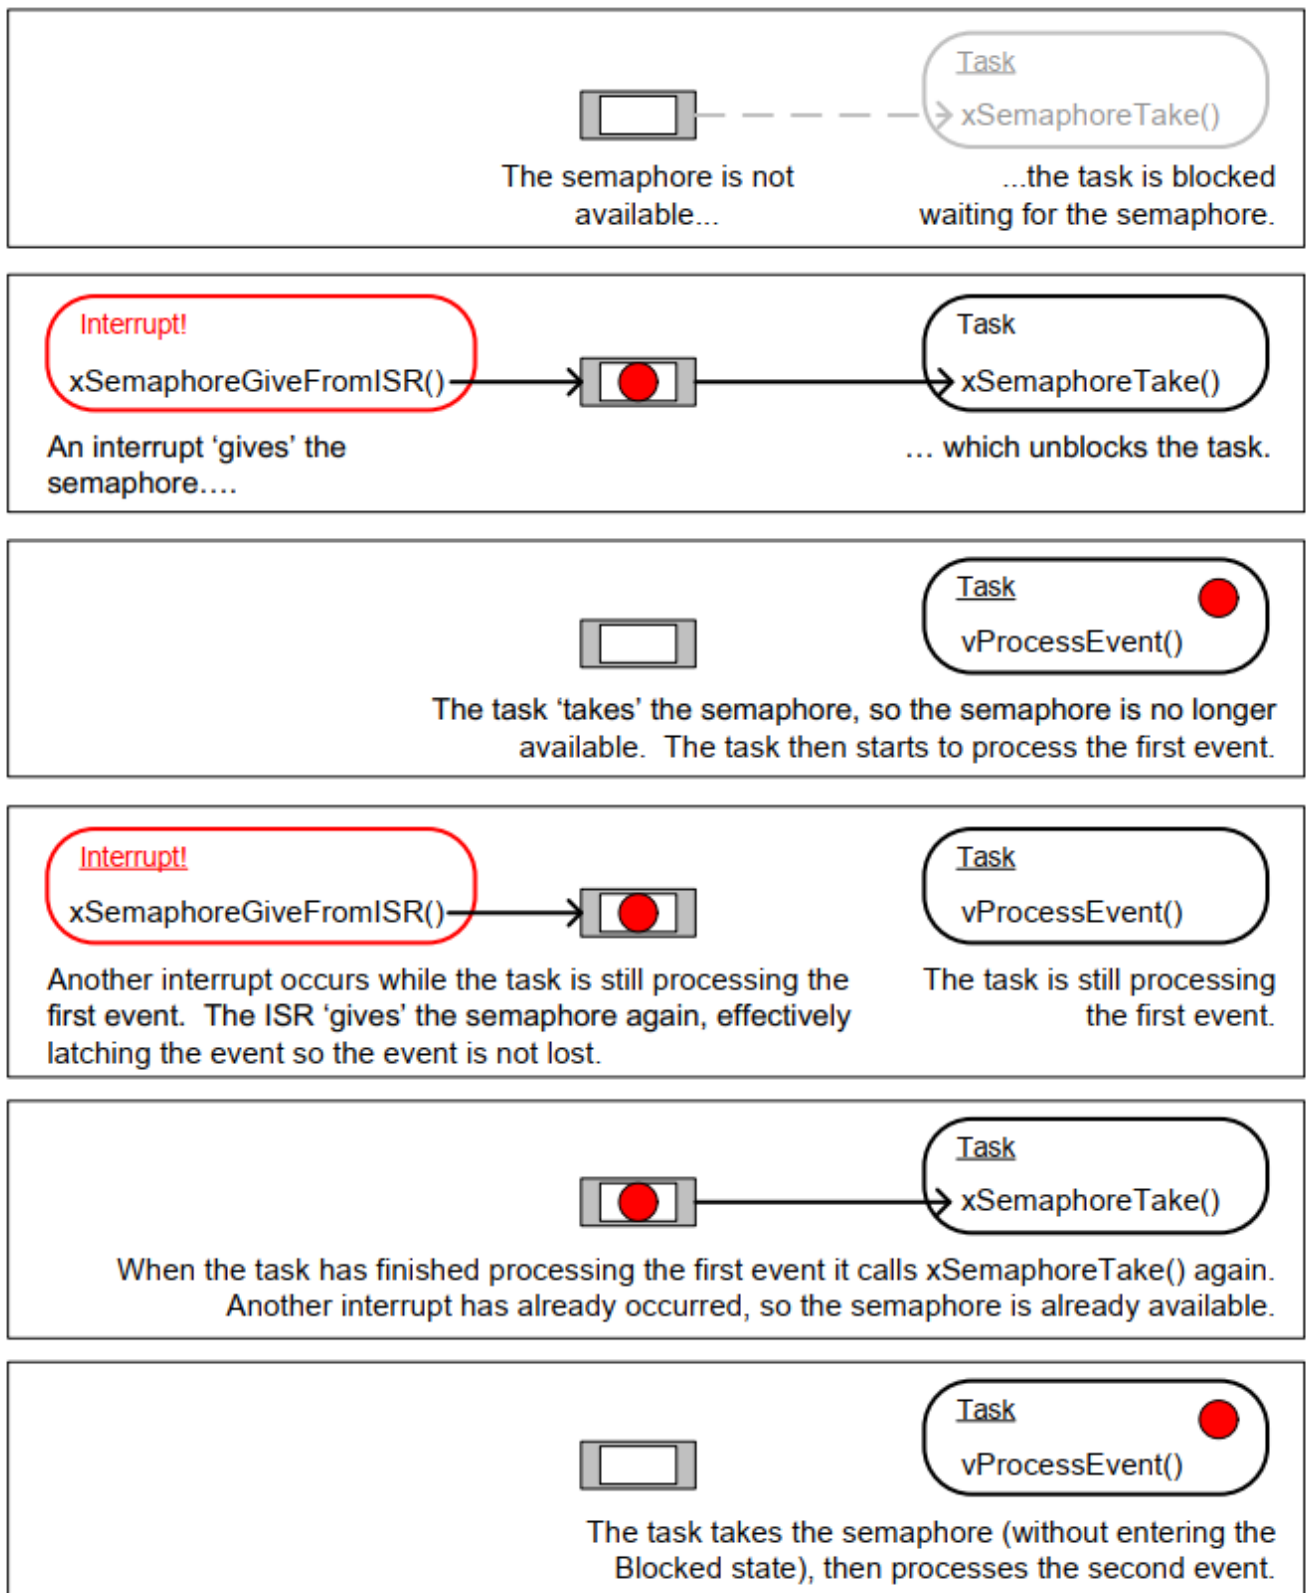 Task
xSemaphoreTake()
The semaphore is not
available...
...the task is blocked
waiting for the semaphore.
Interrupt!
xSemaphoreGiveFromISR()
Task
xSemaphoreTake()
An interrupt ‘gives’ the
semaphore….
… which unblocks the task.
Task
vProcessEvent()
The task ‘takes’ the semaphore, so the semaphore is no longer
available.  The task then starts to process the first event.
Interrupt!
xSemaphoreGiveFromISR()
Task
vProcessEvent()
Another interrupt occurs while the task is still processing the
first event.  The ISR ‘gives’ the semaphore again, effectively
latching the event so the event is not lost.
The task is still processing
the first event.
Task
xSemaphoreTake()
When the task has finished processing the first event it calls xSemaphoreTake() again.
Another interrupt has already occurred, so the semaphore is already available.
Task
vProcessEvent()
The task takes the semaphore (without entering the
Blocked state), then processes the second event.